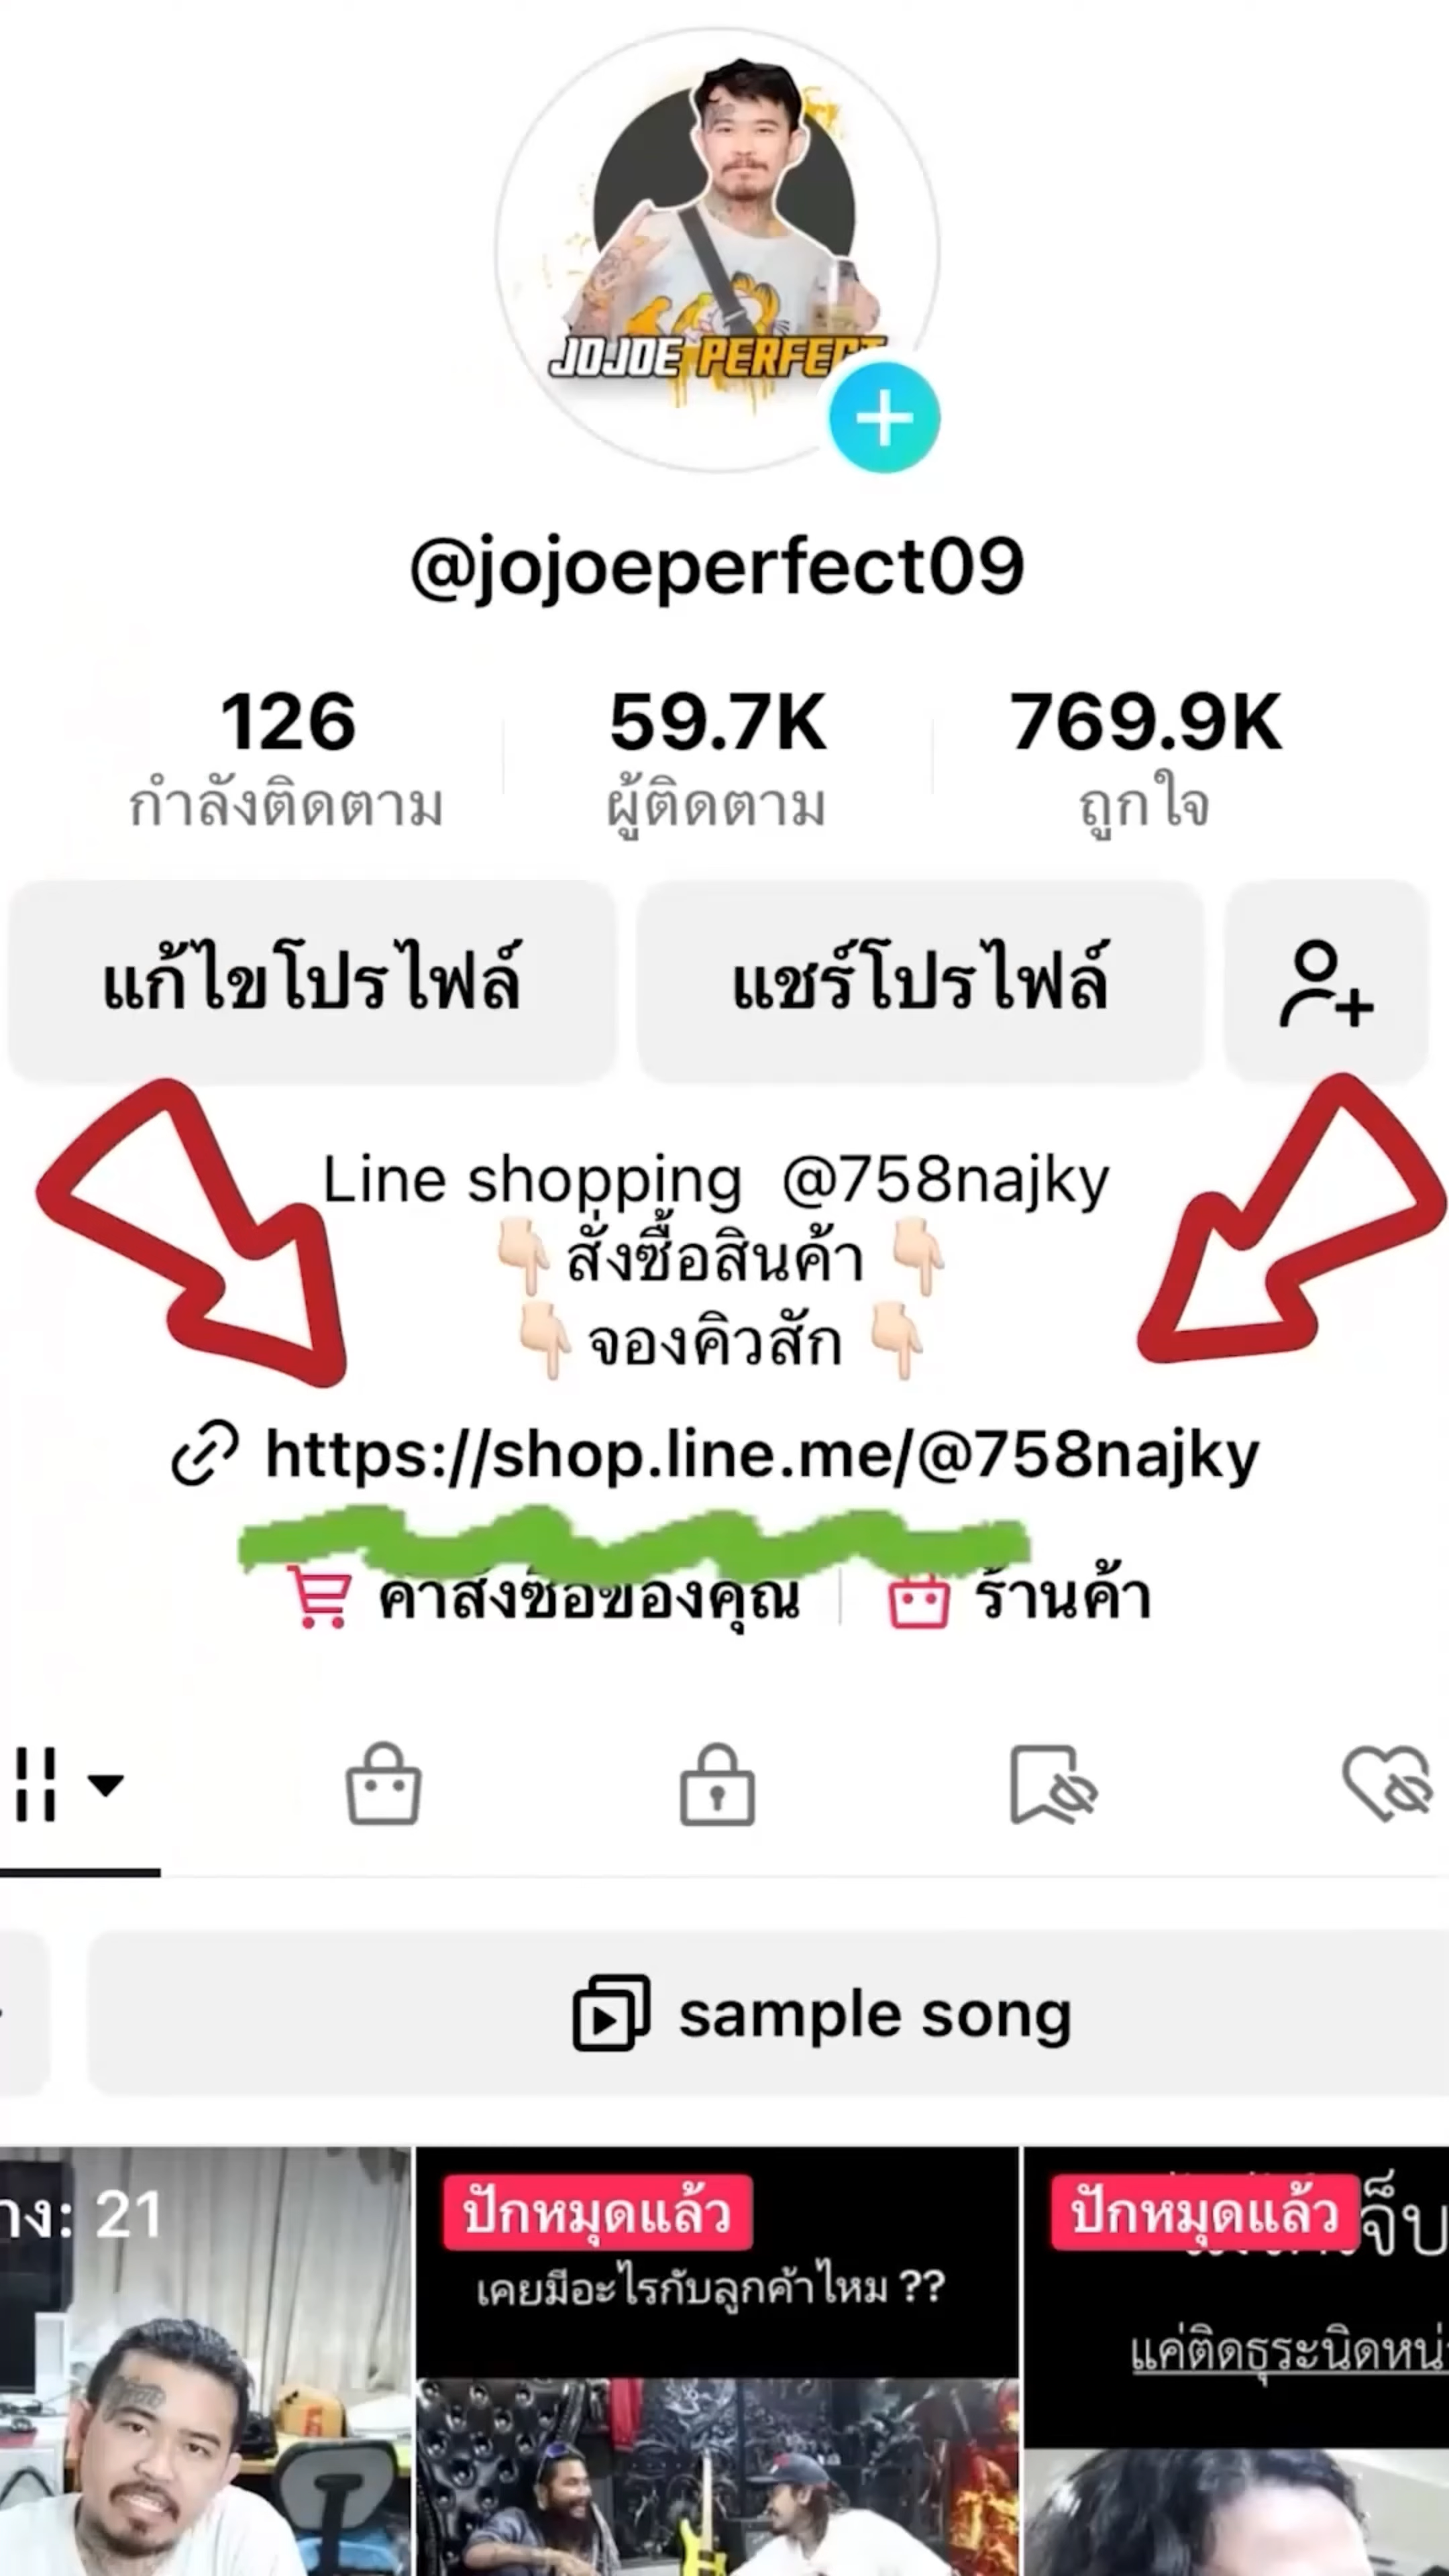 JOJOE PERFECT
@jojoeperfect09
126 59.7K 769.9K
กำลังติดตาม ผู้ติดตาม ถูกใจ
แก้ไขโปรไฟล์ แชร์โปรไฟล์
Line shopping @758najky
👇🏻 สั่งซื้อสินค้า 👇🏻
👇🏻 จองคิวสัก 👇🏻
https://shop.line.me/@758najky
คำสั่งซื้อของคุณ ร้านค้า
sample song
: 21 ปักหมุดแล้ว ปักหมุดแล้ว
เคยมีอะไรกับลูกค้าไหม ??
แค่ติดธุระนิดหน่